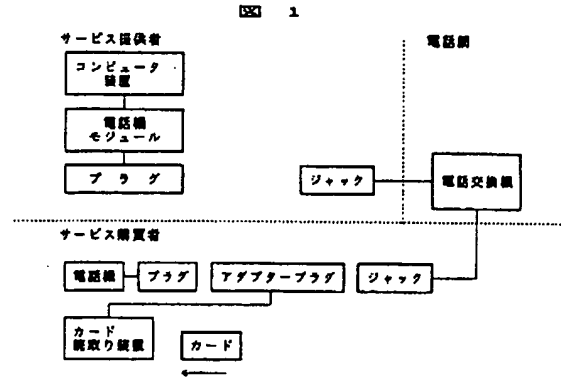 図 1
サービス提供者
電話網
コンピュータ
装置
電話機
モジュール
プラグ
ジャック
電話交換機
サービス購買者
電話機
プラグ
アダプタープラグ
ジャック
カード
読取り装置
カード